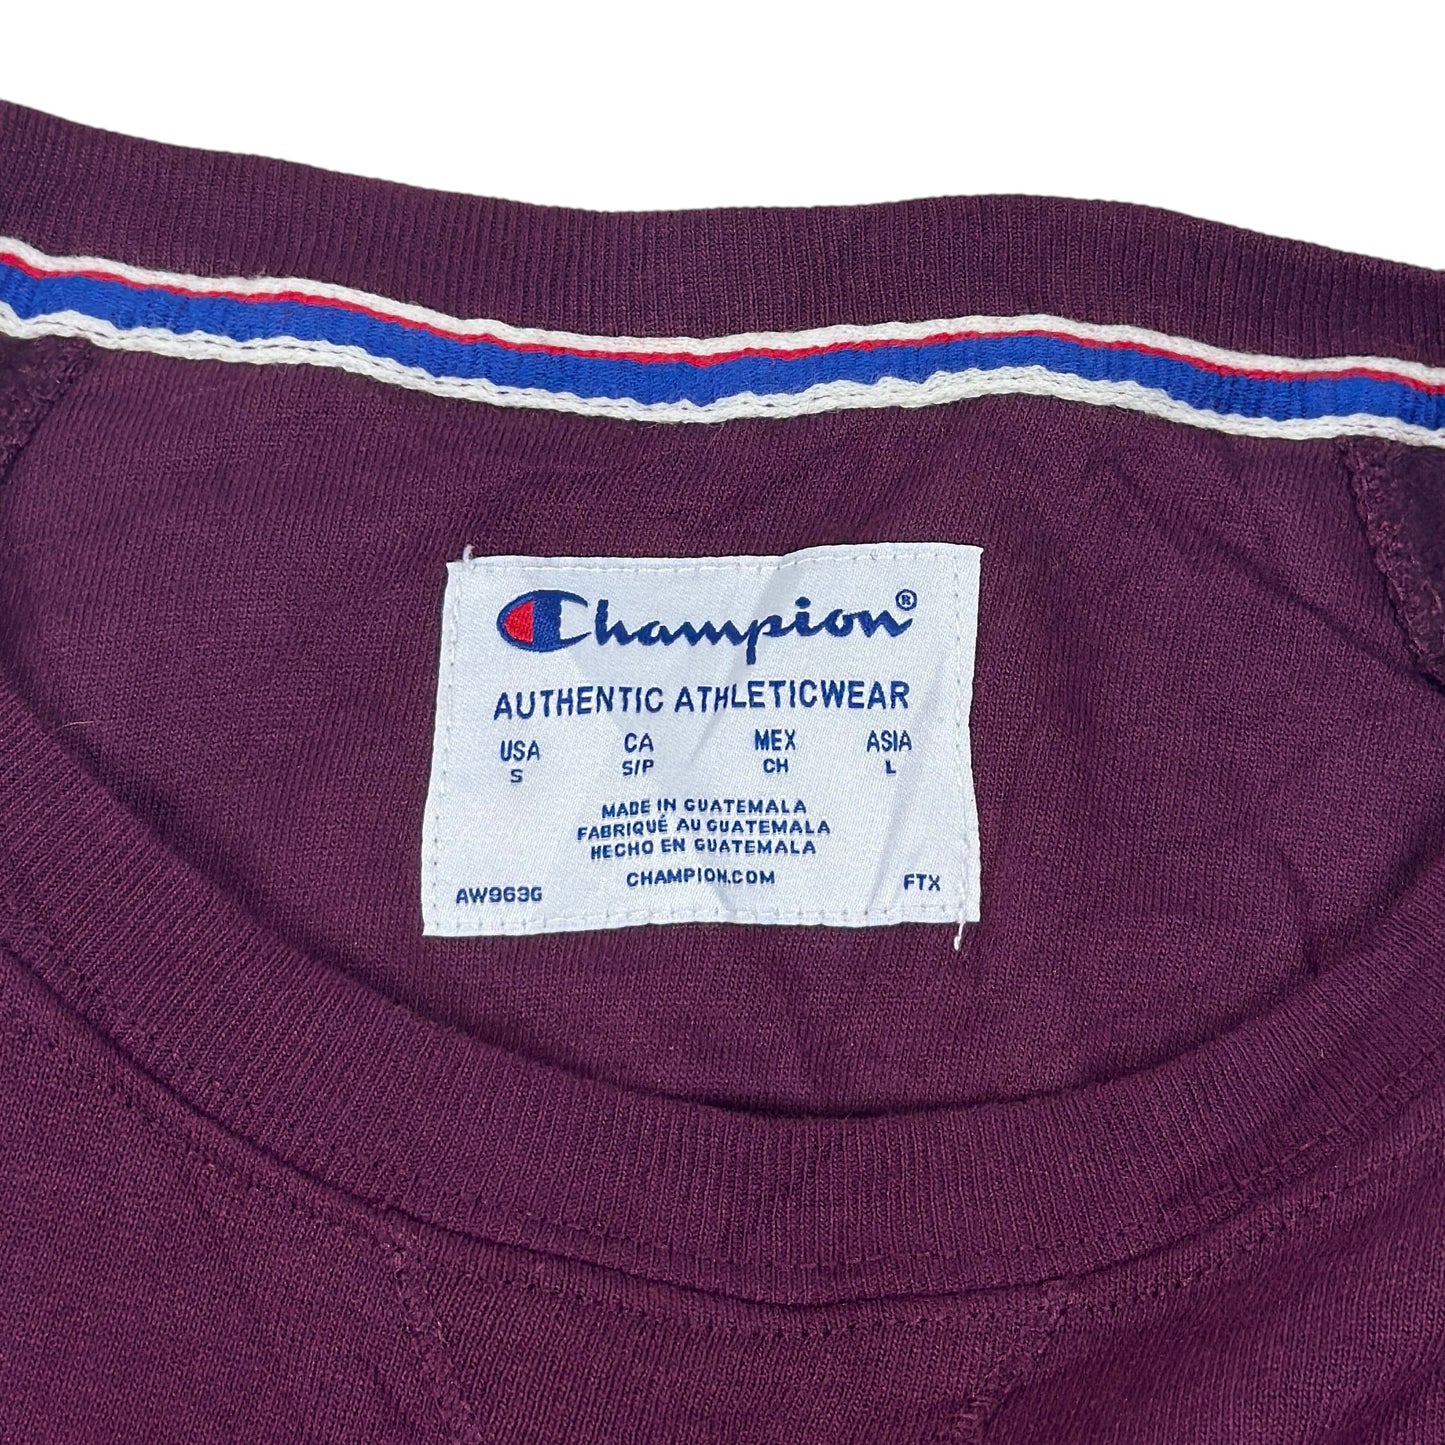 Champion®
AUTHENTIC ATHLETICWEAR
USA CA MEX ASIA
S S/P CH L
MADE IN GUATEMALA
FABRIQUÉ AU GUATEMALA
HECHO EN GUATEMALA
CHAMPION.COM
AW963G FTX